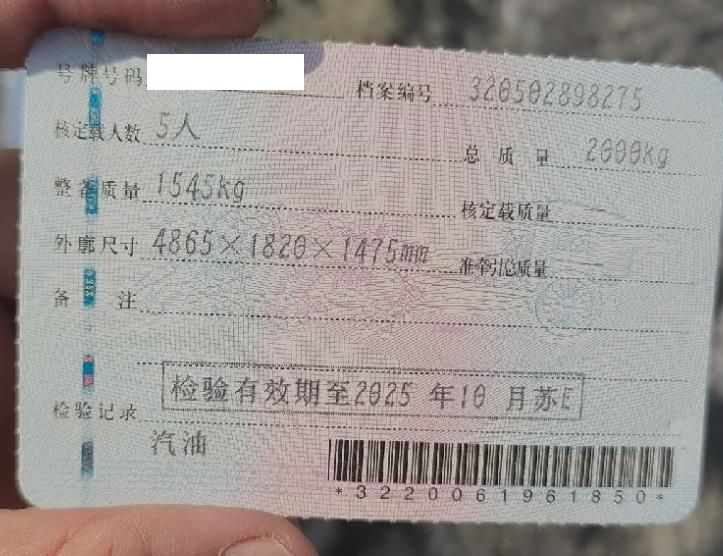 号牌号码 档案编号 320502898275
核定载人数 5人 总质量 2000kg
整备质量 1545kg 核定载质量
外廓尺寸 4865×1820×1475mm 准牵引总质量
备注
检验记录 检验有效期至2025年10月苏E
汽油
*3220061961850*